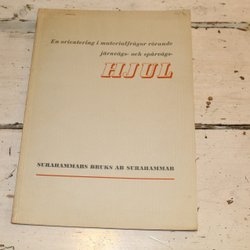 En orientering i materialfrågor rörande
järnvägs- och spårvägs-
HJUL
SURAHAMMARS BRUKS AB SURAHAMMAR